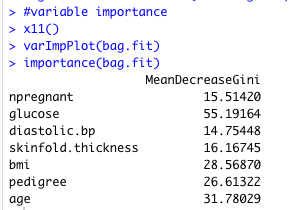 > #variable importance
> x11()
> varImpPlot(bag.fit)
> importance(bag.fit)
MeanDecreaseGini
npregnant 15.51420
glucose 55.19164
diastolic.bp 14.75448
skinfold.thickness 16.16745
bmi 28.56870
pedigree 26.61322
age 31.78029